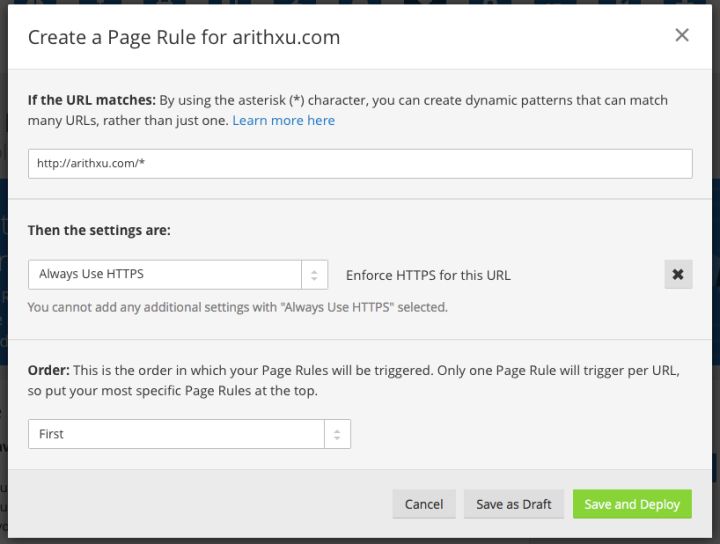 Create a Page Rule for arithxu.com
If the URL matches: By using the asterisk (*) character, you can create dynamic patterns that can match
many URLs, rather than just one. Learn more here
http://arithxu.com/*
Then the settings are:
Always Use HTTPS
Enforce HTTPS for this URL
You cannot add any additional settings with "Always Use HTTPS" selected.
Order: This is the order in which your Page Rules will be triggered. Only one Page Rule will trigger per URL,
so put your most specific Page Rules at the top.
First
Cancel
Save as Draft
Save and Deploy